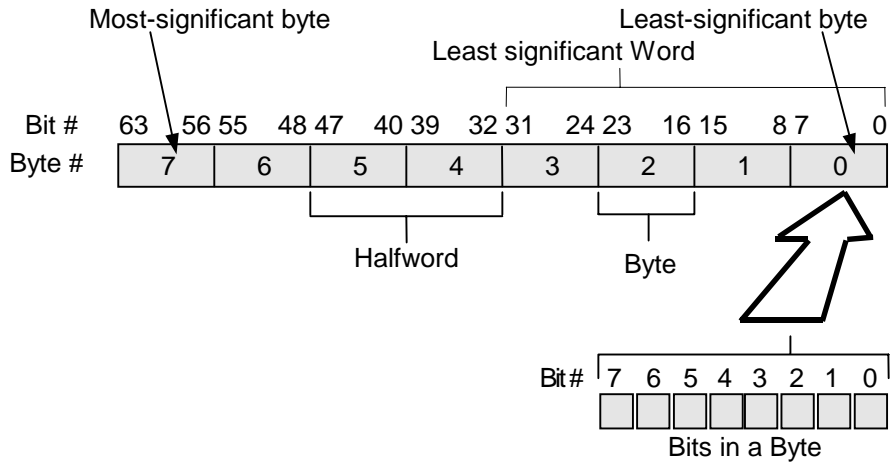 Most-significant byte Least-significant byte
Least significant Word
Bit # 63 56 55 48 47 40 39 32 31 24 23 16 15 8 7 0
Byte # 7 6 5 4 3 2 1 0
Halfword Byte
Bit # 7 6 5 4 3 2 1 0
Bits in a Byte